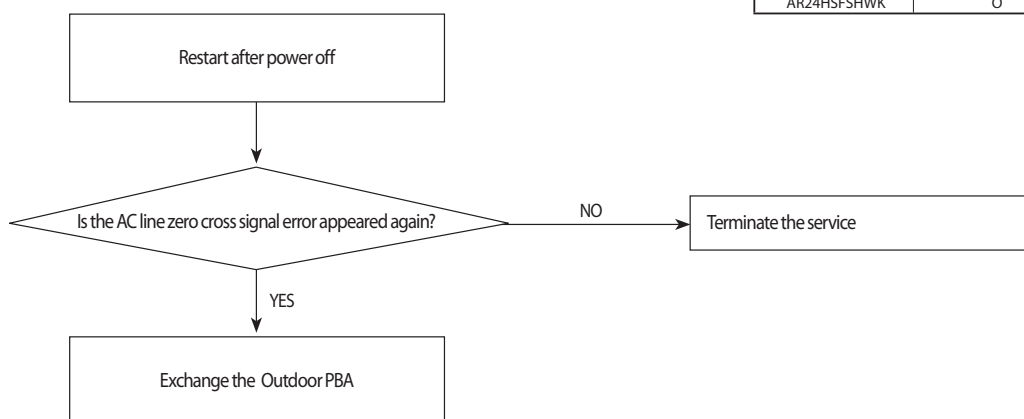 AR24HSFSHWK O
Restart after power off
Is the AC line zero cross signal error appeared again?
NO
Terminate the service
YES
Exchange the Outdoor PBA